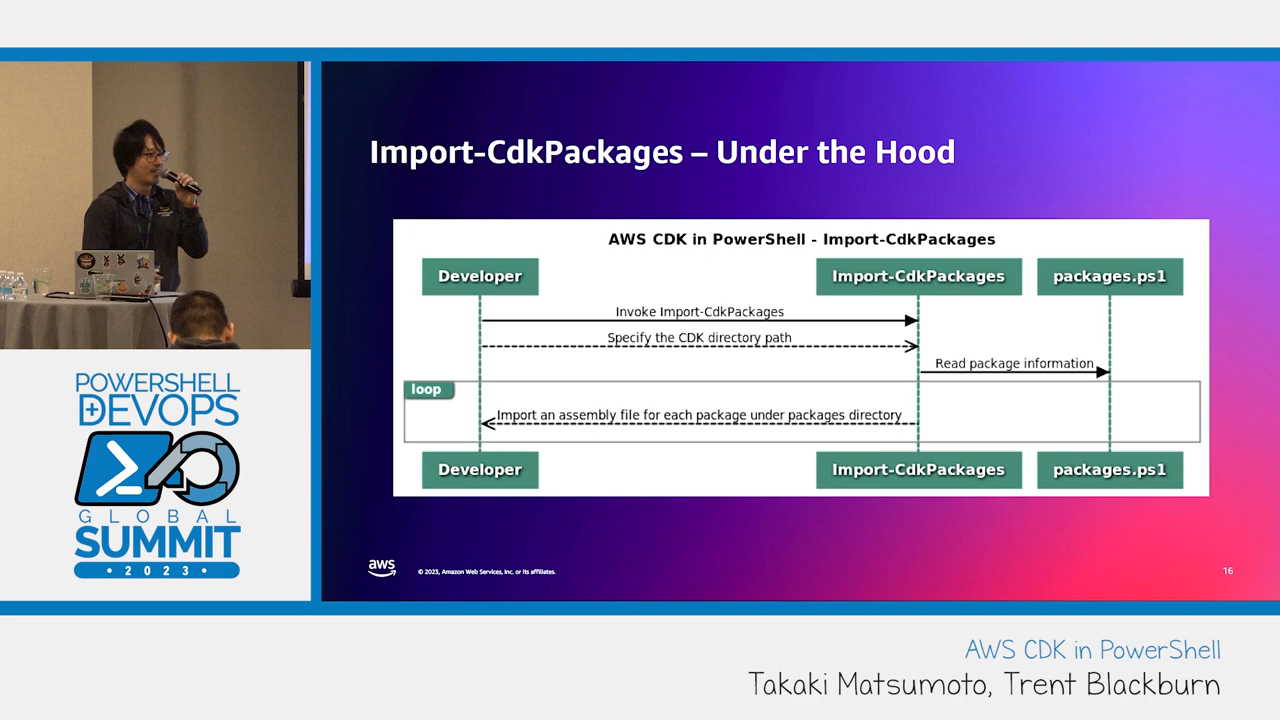 Import-CdkPackages – Under the Hood
AWS CDK in PowerShell - Import-CdkPackages
Developer
Import-CdkPackages
packages.ps1
Invoke Import-CdkPackages
Specify the CDK directory path
Read package information
loop
Import an assembly file for each package under packages directory
Developer
Import-CdkPackages
packages.ps1
aws
© 2023, Amazon Web Services, Inc. or its affiliates.
16
POWERSHELL
+DEVOPS
GLOBAL
SUMMIT
• 2023 •
AWS CDK in PowerShell
Takaki Matsumoto, Trent Blackburn